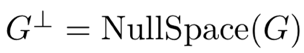 G^⊥ = NullSpace(G)